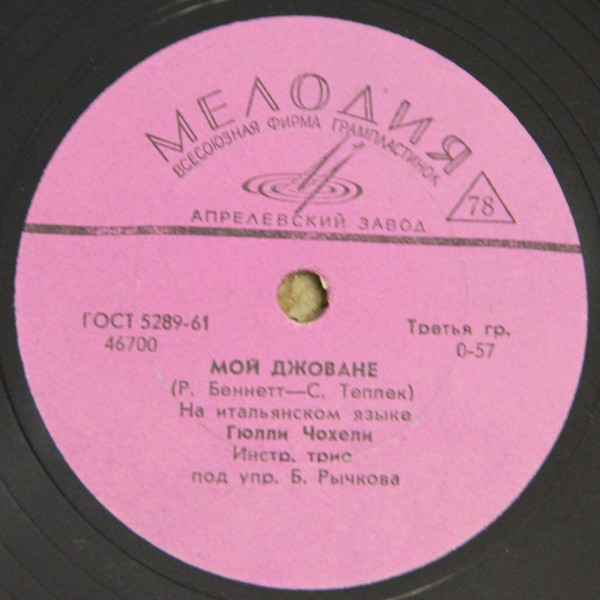 МЕЛОДИЯ
ВСЕСОЮЗНАЯ ФИРМА ГРАМПЛАСТИНОК
78
АПРЕЛЕВСКИЙ ЗАВОД
ГОСТ 5289-61
Третья гр.
46700
0-57
МОЙ ДЖОВАНЕ
(Р. Беннетт—С. Теппек)
На итальянском языке
Гюлли Чохели
Инстр. трио
под упр. Б. Рычкова